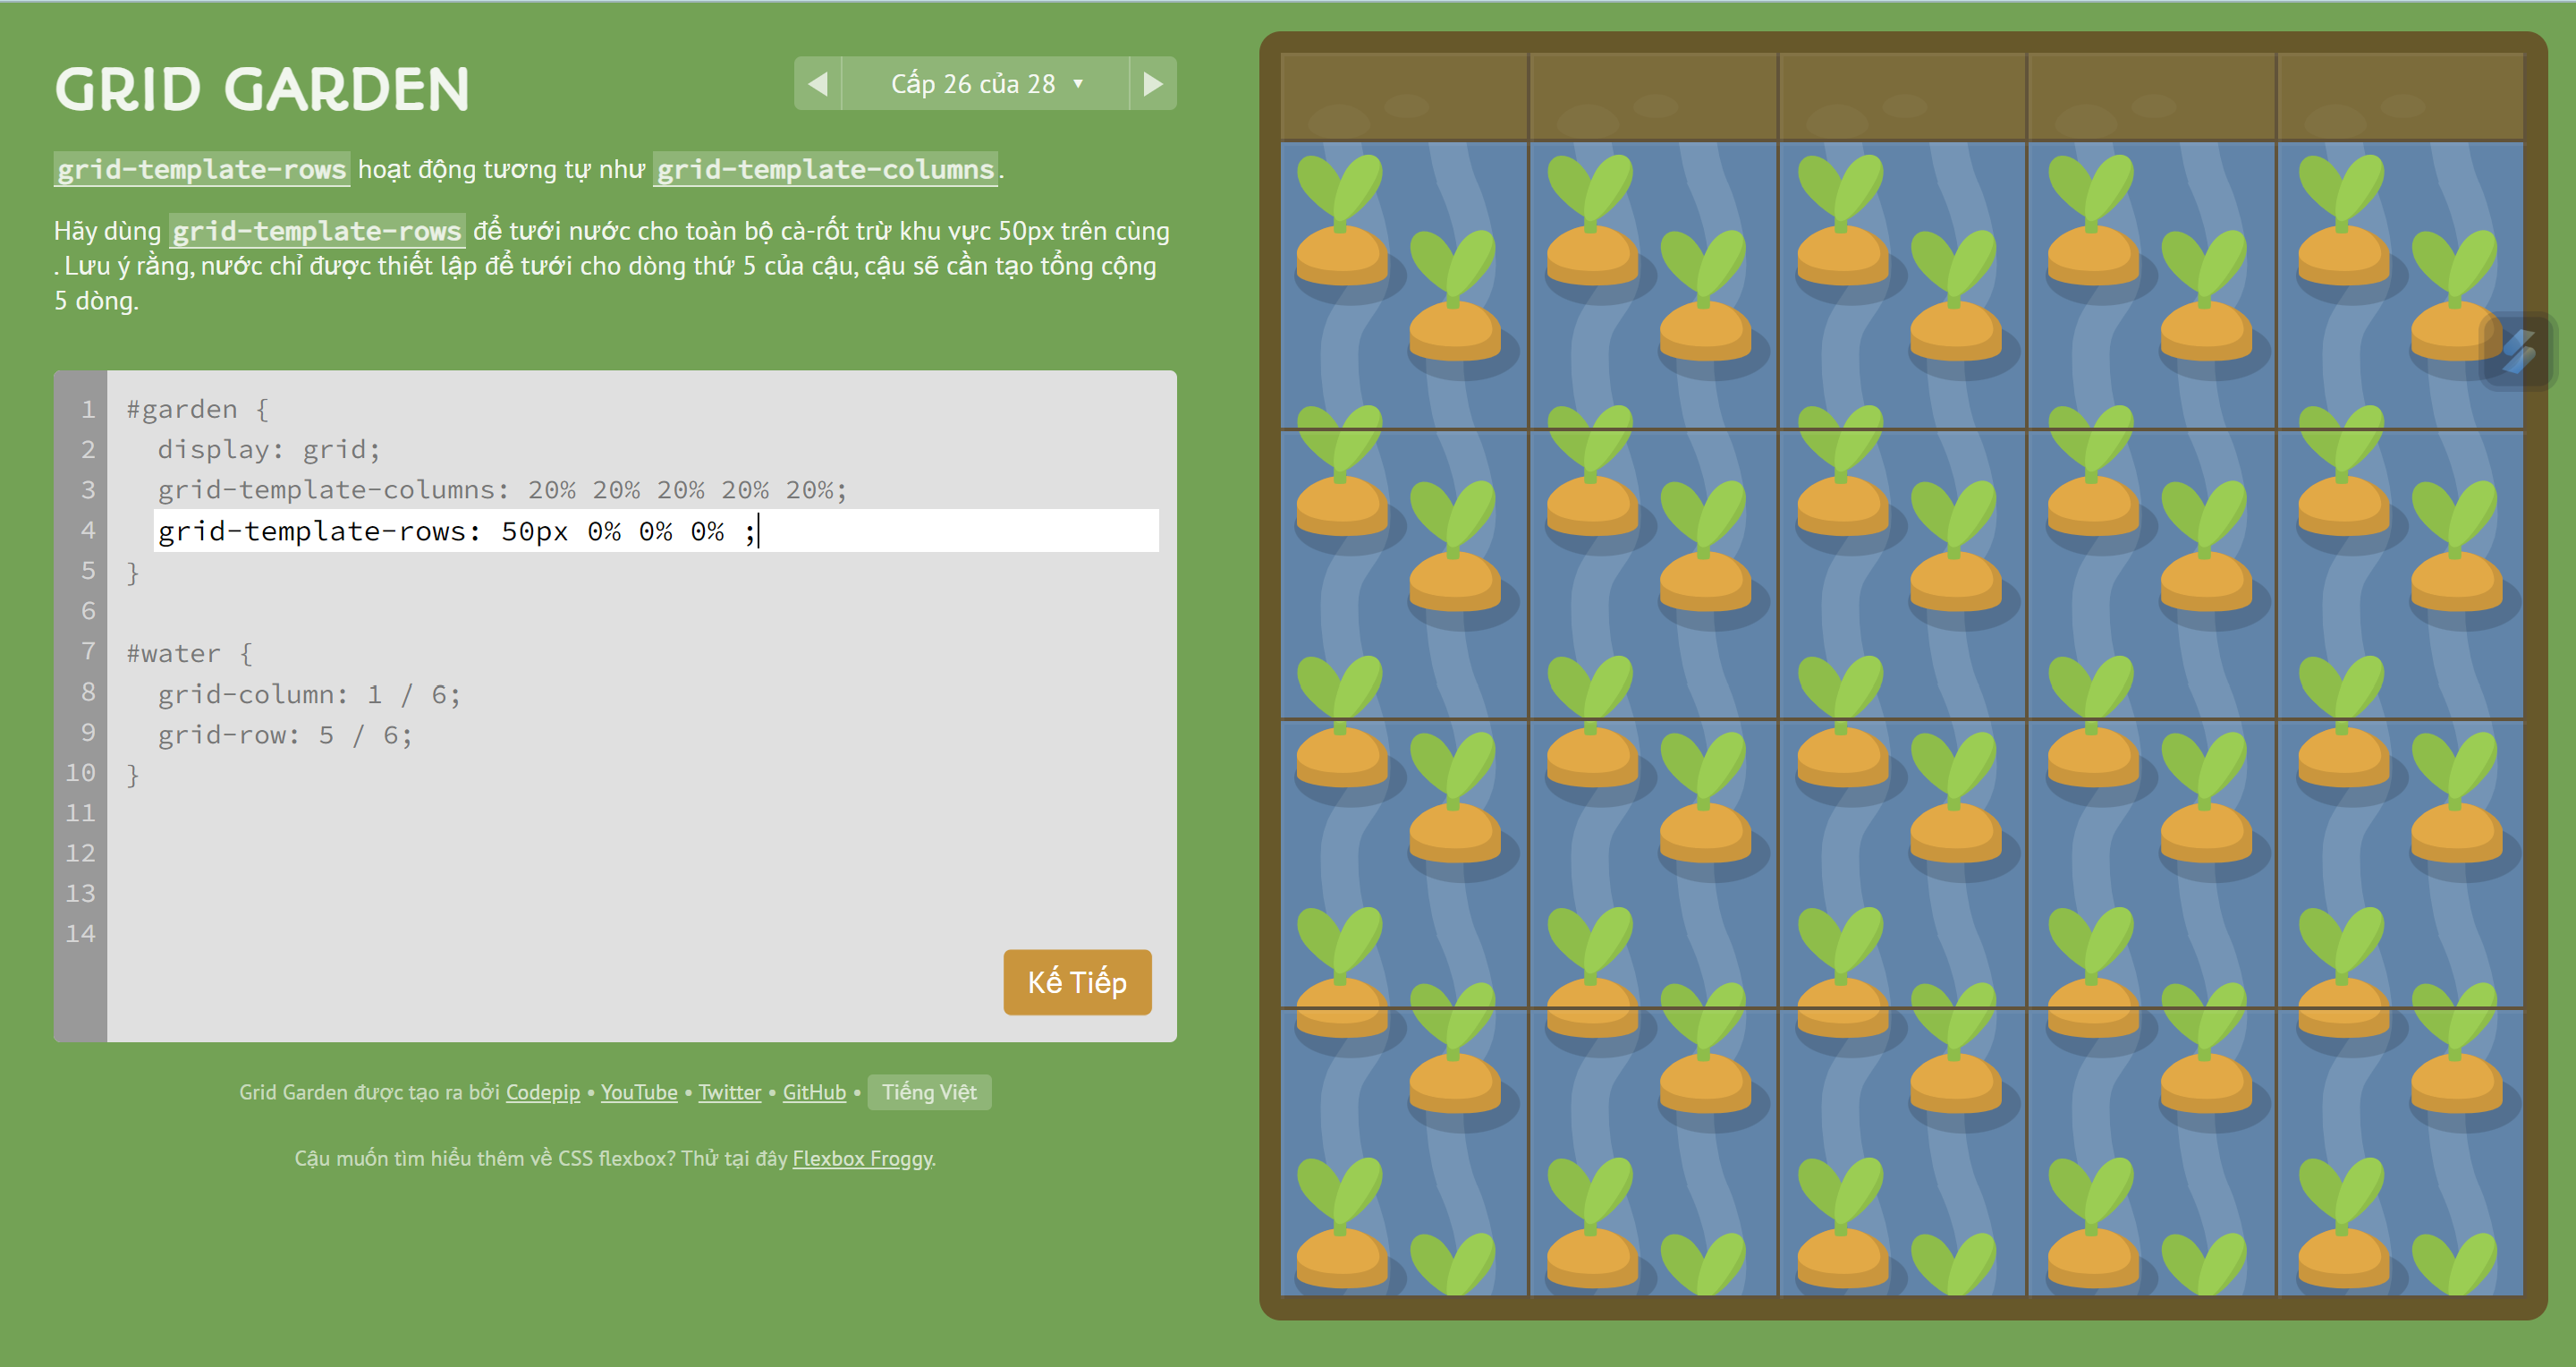 GRID GARDEN
◀ Cấp 26 của 28 ▼ ▶
grid-template-rows hoạt động tương tự như grid-template-columns.
Hãy dùng grid-template-rows để tưới nước cho toàn bộ cà-rốt trừ khu vực 50px trên cùng
. Lưu ý rằng, nước chỉ được thiết lập để tưới cho dòng thứ 5 của cậu, cậu sẽ cần tạo tổng cộng
5 dòng.
1 #garden {
2 display: grid;
3 grid-template-columns: 20% 20% 20% 20% 20%;
4 grid-template-rows: 50px 0% 0% 0% ;
5 }
6
7 #water {
8 grid-column: 1 / 6;
9 grid-row: 5 / 6;
10 }
11
12
13
14
Kế Tiếp
Grid Garden được tạo ra bởi Codepip • YouTube • Twitter • GitHub • Tiếng Việt
Cậu muốn tìm hiểu thêm về CSS flexbox? Thử tại đây Flexbox Froggy.